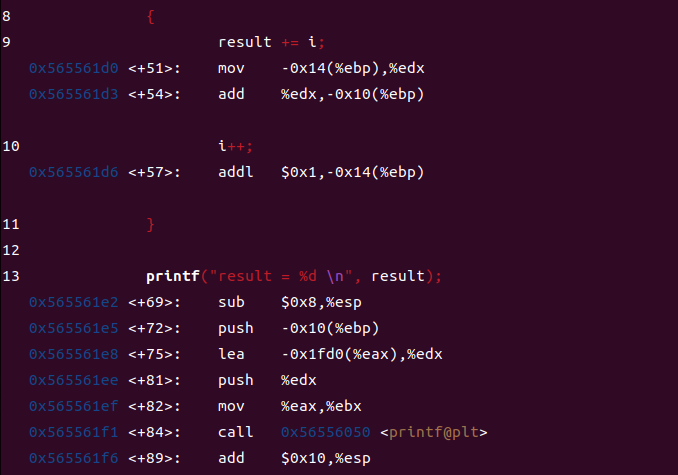 8 {
9 result += i;
0x565561d0 <+51>: mov -0x14(%ebp),%edx
0x565561d3 <+54>: add %edx,-0x10(%ebp)
10 i++;
0x565561d6 <+57>: addl $0x1,-0x14(%ebp)
11 }
12
13 printf("result = %d \n", result);
0x565561e2 <+69>: sub $0x8,%esp
0x565561e5 <+72>: push -0x10(%ebp)
0x565561e8 <+75>: lea -0x1fd0(%eax),%edx
0x565561ee <+81>: push %edx
0x565561ef <+82>: mov %eax,%ebx
0x565561f1 <+84>: call 0x56556050 <printf@plt>
0x565561f6 <+89>: add $0x10,%esp